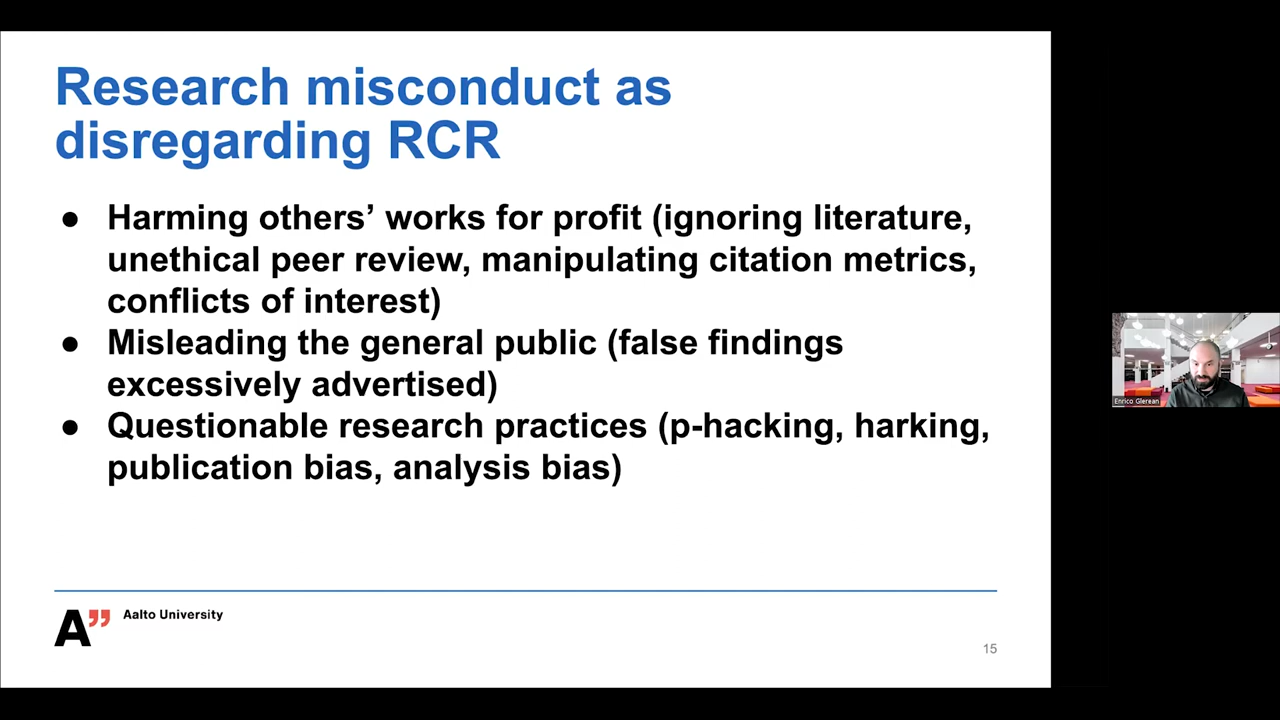 Research misconduct as
disregarding RCR
● Harming others’ works for profit (ignoring literature,
unethical peer review, manipulating citation metrics,
conflicts of interest)
● Misleading the general public (false findings
excessively advertised)
● Questionable research practices (p-hacking, harking,
publication bias, analysis bias)
A” Aalto University
15
Enrico Glerean